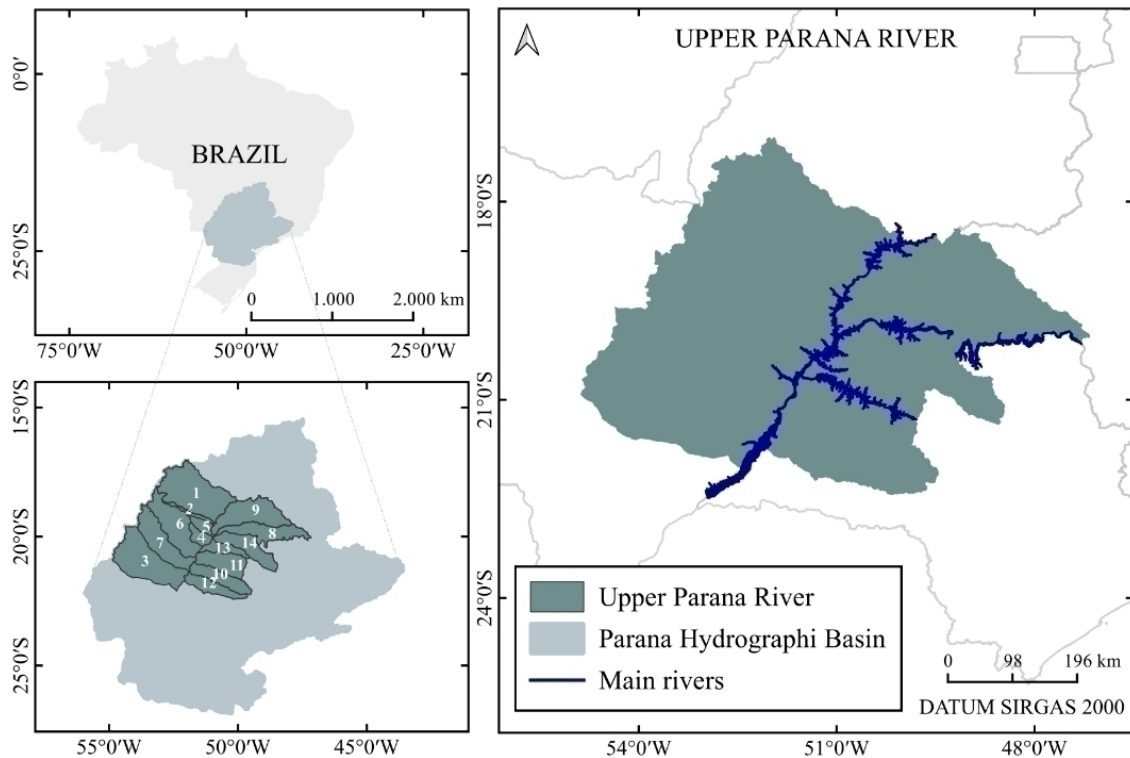 BRAZIL
0°0'
25°0'S
0 1.000 2.000 km
75°0'W 50°0'W 25°0'W
15°0'S
20°0'S
25°0'S
1
2
9
6
5
8
4
7
13
14
3
11
10
12
55°0'W 50°0'W 45°0'W
UPPER PARANA RIVER
18°0'S
21°0'S
24°0'S
Upper Parana River
Parana Hydrographi Basin
Main rivers
0 98 196 km
DATUM SIRGAS 2000
54°0'W 51°0'W 48°0'W